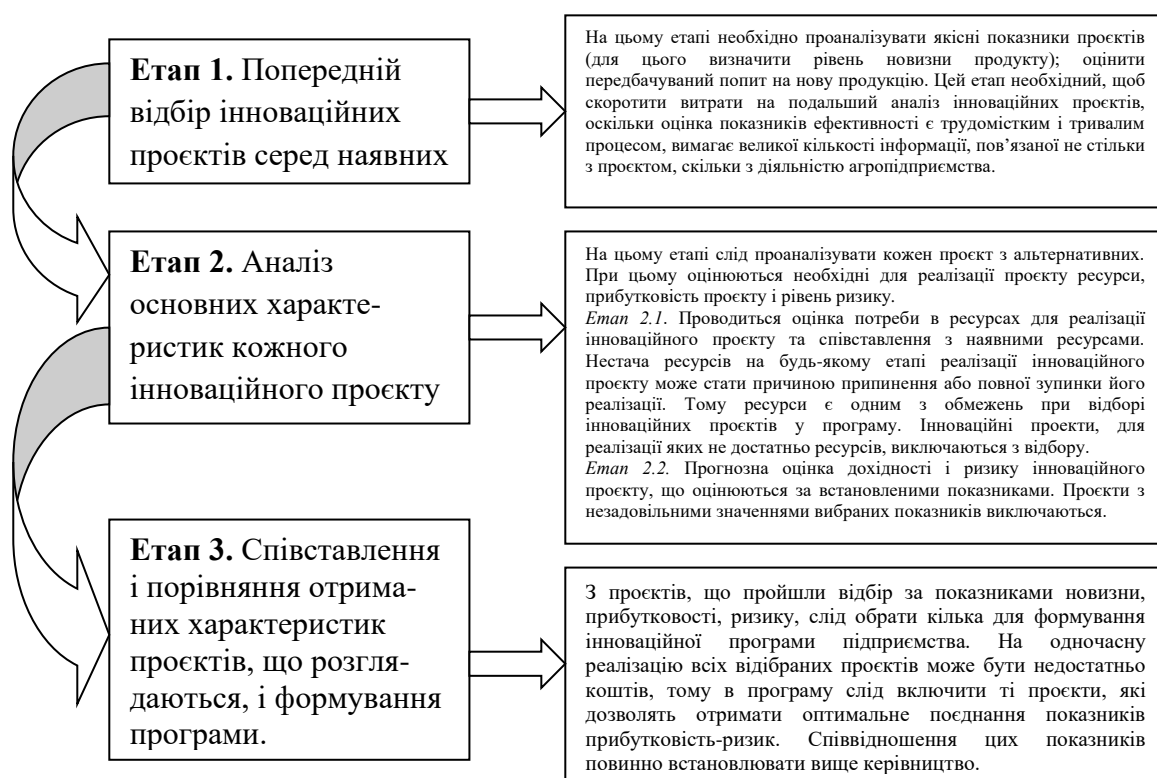 Етап 1. Попередній
відбір інноваційних
проєктів серед наявних
На цьому етапі необхідно проаналізувати якісні показники проєктів
(для цього визначити рівень новизни продукту); оцінити
передбачуваний попит на нову продукцію. Цей етап необхідний, щоб
скоротити витрати на подальший аналіз інноваційних проєктів,
оскільки оцінка показників ефективності є трудомістким і тривалим
процесом, вимагає великої кількості інформації, пов’язаної не стільки
з проєктом, скільки з діяльністю агропідприємства.
Етап 2. Аналіз
основних характе-
ристик кожного
інноваційного проєкту
На цьому етапі слід проаналізувати кожен проєкт з альтернативних.
При цьому оцінюються необхідні для реалізації проєкту ресурси,
прибутковість проєкту і рівень ризику.
Етап 2.1. Проводиться оцінка потреби в ресурсах для реалізації
інноваційного проєкту та співставлення з наявними ресурсами.
Нестача ресурсів на будь-якому етапі реалізації інноваційного
проєкту може стати причиною припинення або повної зупинки його
реалізації. Тому ресурси є одним з обмежень при відборі
інноваційних проєктів у програму. Інноваційні проекти, для
реалізації яких не достатньо ресурсів, виключаються з відбору.
Етап 2.2. Прогнозна оцінка дохідності і ризику інноваційного
проєкту, що оцінюються за встановленими показниками. Проєкти з
незадовільними значеннями вибраних показників виключаються.
Етап 3. Співставлення
і порівняння отрима-
них характеристик
проєктів, що розгля-
даються, і формування
програми.
З проєктів, що пройшли відбір за показниками новизни,
прибутковості, ризику, слід обрати кілька для формування
інноваційної програми підприємства. На одночасну
реалізацію всіх відібраних проєктів може бути недостатньо
коштів, тому в програму слід включити ті проєкти, які
дозволять отримати оптимальне поєднання показників
прибутковість-ризик. Співвідношення цих показників
повинно встановлювати вище керівництво.